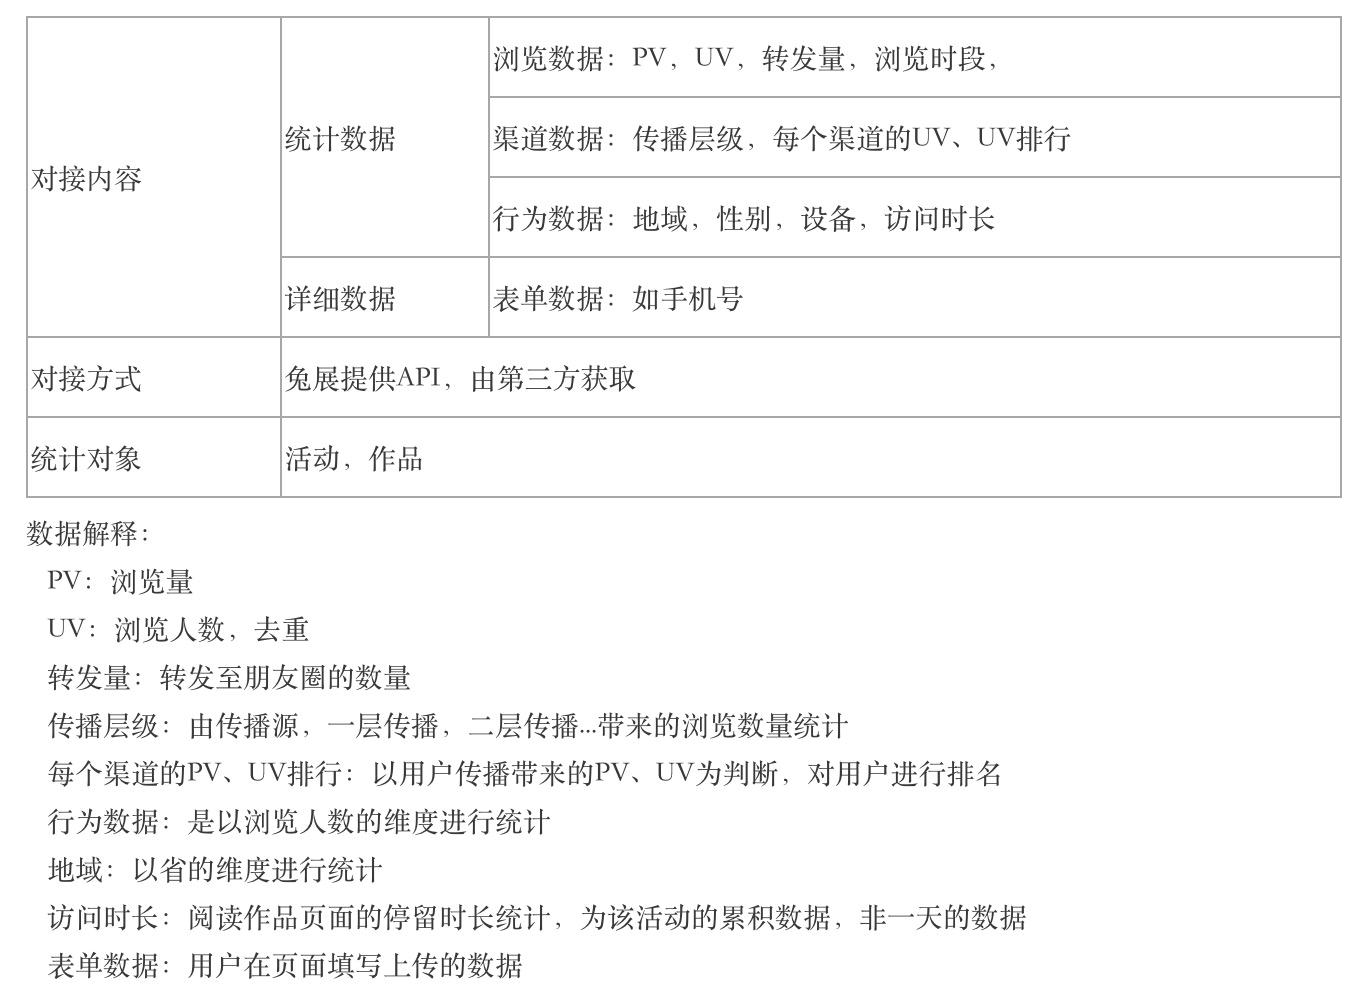 对接内容
统计数据
浏览数据：PV，UV，转发量，浏览时段，
渠道数据：传播层级，每个渠道的UV、UV排行
行为数据：地域，性别，设备，访问时长
详细数据
表单数据：如手机号
对接方式
兔展提供API，由第三方获取
统计对象
活动，作品
数据解释：
PV：浏览量
UV：浏览人数，去重
转发量：转发至朋友圈的数量
传播层级：由传播源，一层传播，二层传播...带来的浏览数量统计
每个渠道的PV、UV排行：以用户传播带来的PV、UV为判断，对用户进行排名
行为数据：是以浏览人数的维度进行统计
地域：以省的维度进行统计
访问时长：阅读作品页面的停留时长统计，为该活动的累积数据，非一天的数据
表单数据：用户在页面填写上传的数据